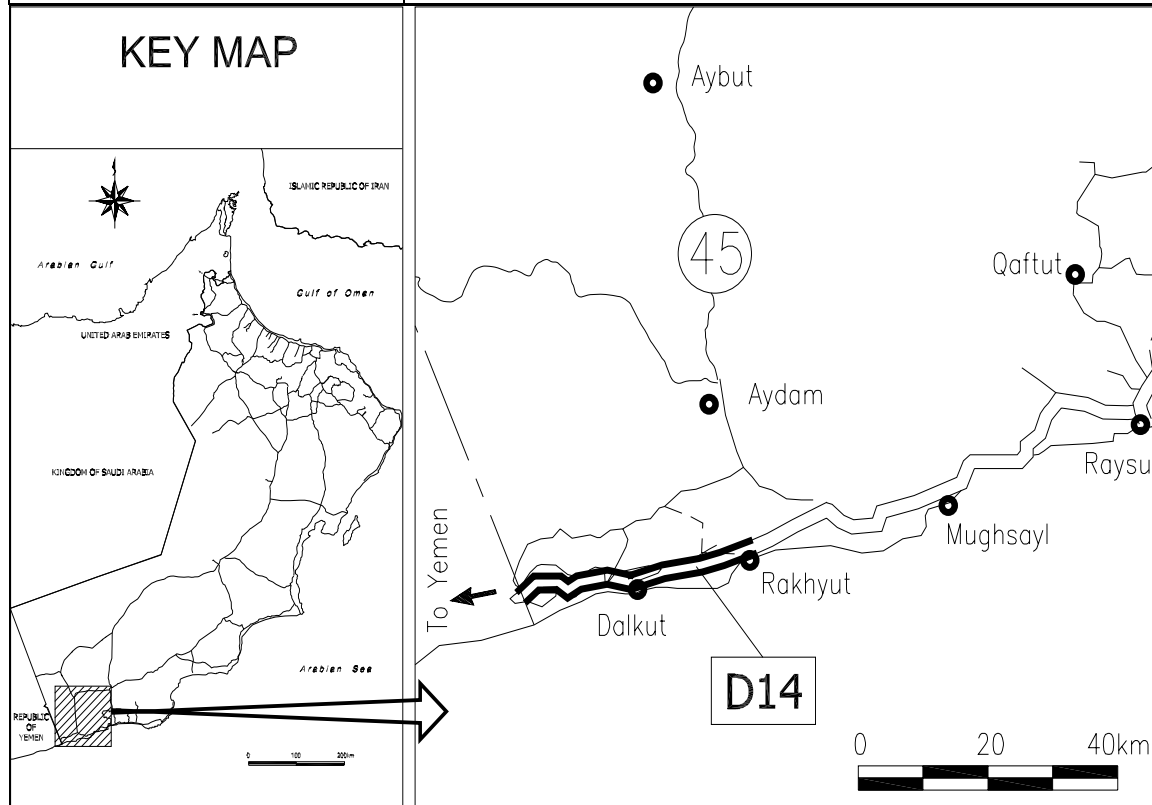 KEY MAP
ISLAMIC REPUBLIC OF IRAN
Arabian Gulf
Gulf of Oman
UNITED ARAB EMIRATES
KINGDOM OF SAUDI ARABIA
Arabian Sea
REPUBLIC
OF
YEMEN
0 100 200km
Aybut
45
Qaftut
Aydam
Raysu
Mughsayl
To Yemen
Rakhyut
Dalkut
D14
0 20 40km